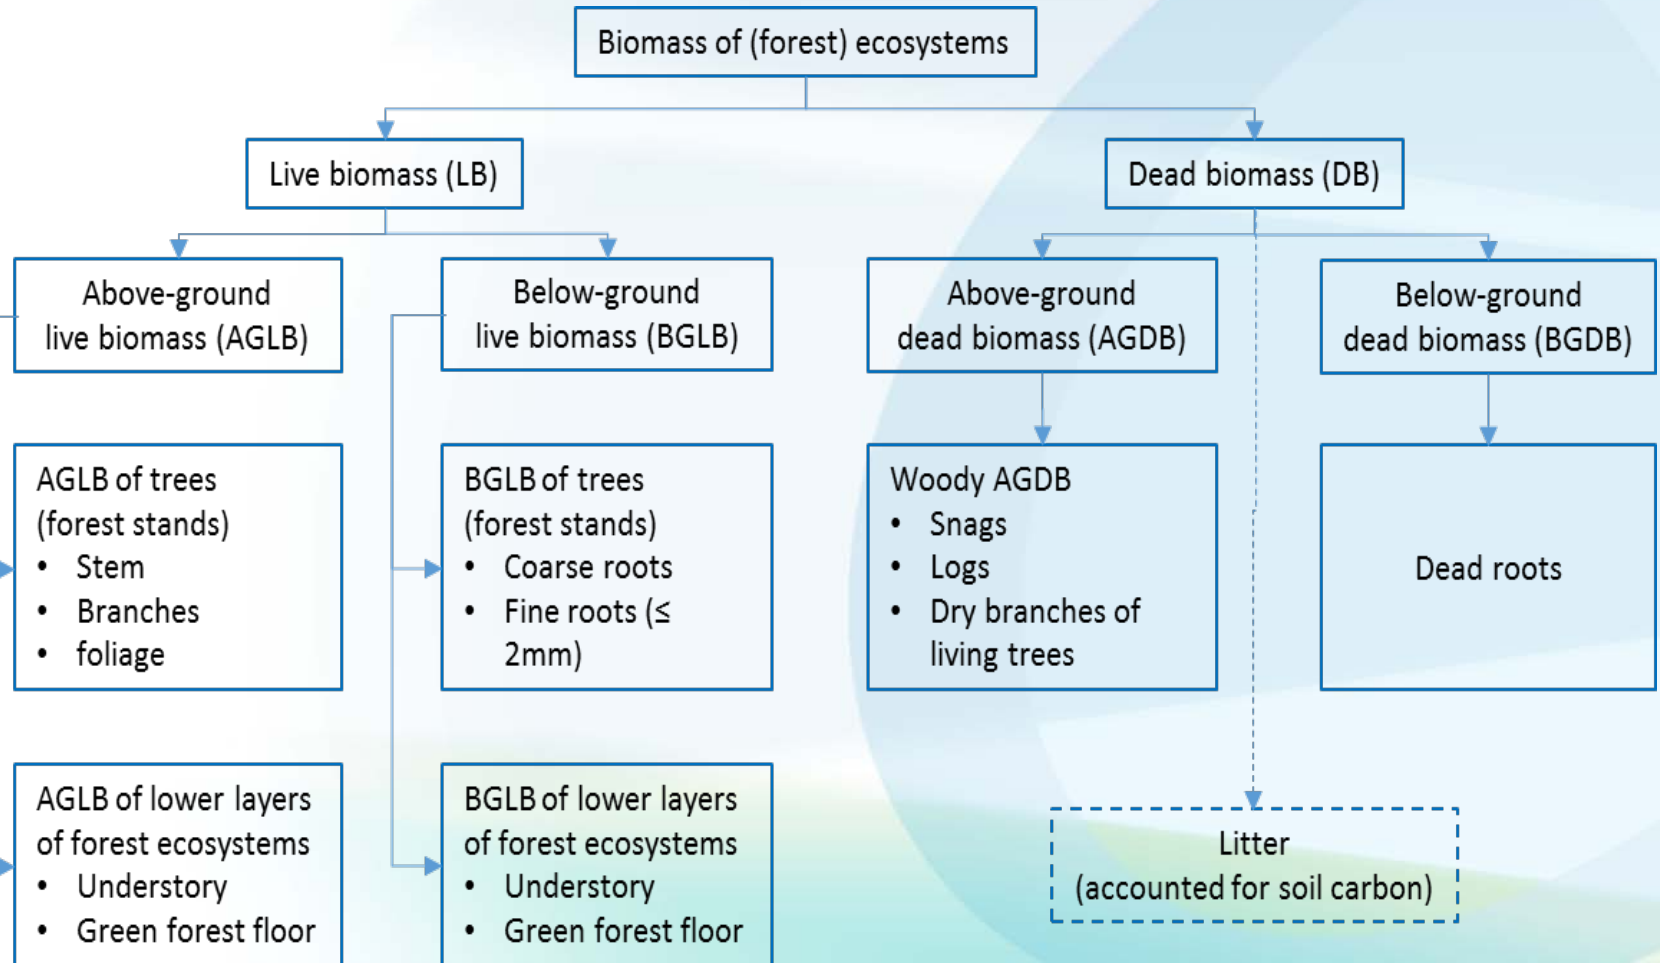 Biomass of (forest) ecosystems
Live biomass (LB)
Dead biomass (DB)
Above-ground
live biomass (AGLB)
Below-ground
live biomass (BGLB)
Above-ground
dead biomass (AGDB)
Below-ground
dead biomass (BGDB)
AGLB of trees
(forest stands)
• Stem
• Branches
• foliage
BGLB of trees
(forest stands)
• Coarse roots
• Fine roots (≤
2mm)
Woody AGDB
• Snags
• Logs
• Dry branches of
living trees
Dead roots
AGLB of lower layers
of forest ecosystems
• Understory
• Green forest floor
BGLB of lower layers
of forest ecosystems
• Understory
• Green forest floor
Litter
(accounted for soil carbon)